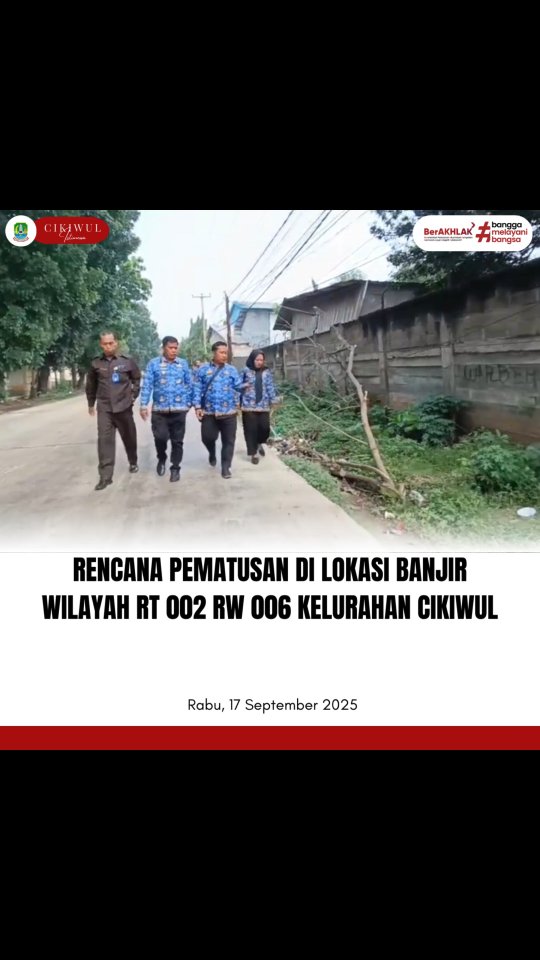 CIKIWUL
BerAKHLAK
#bangga
melayani
bangsa
RENCANA PEMATUSAN DI LOKASI BANJIR
WILAYAH RT 002 RW 006 KELURAHAN CIKIWUL
Rabu, 17 September 2025